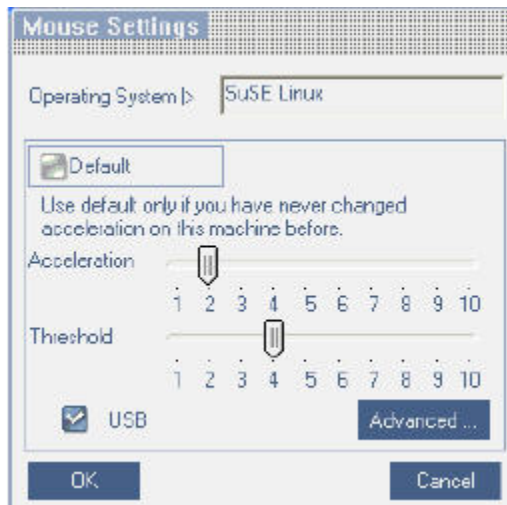 Mouse Settings
Operating System |> SuSE Linux
Default
Use default only if you have never changed
acceleration on this machine before.
Acceleration
1 2 3 4 5 6 7 8 9 10
Threshold
1 2 3 4 5 6 7 8 9 10
USB Advanced ...
OK Cancel